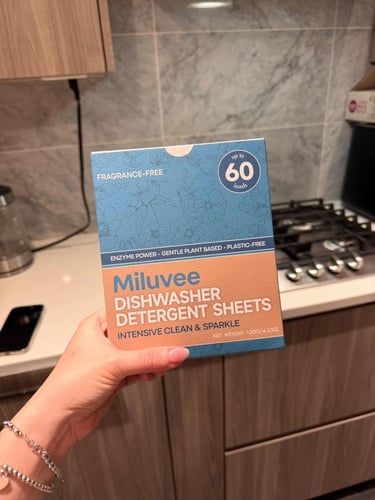 FRAGRANCE-FREE
up to
60
loads
ENZYME POWER - GENTLE PLANT BASED - PLASTIC-FREE
Miluvee
DISHWASHER
DETERGENT SHEETS
INTENSIVE CLEAN & SPARKLE
NET WEIGHT: 120G/4.23OZ